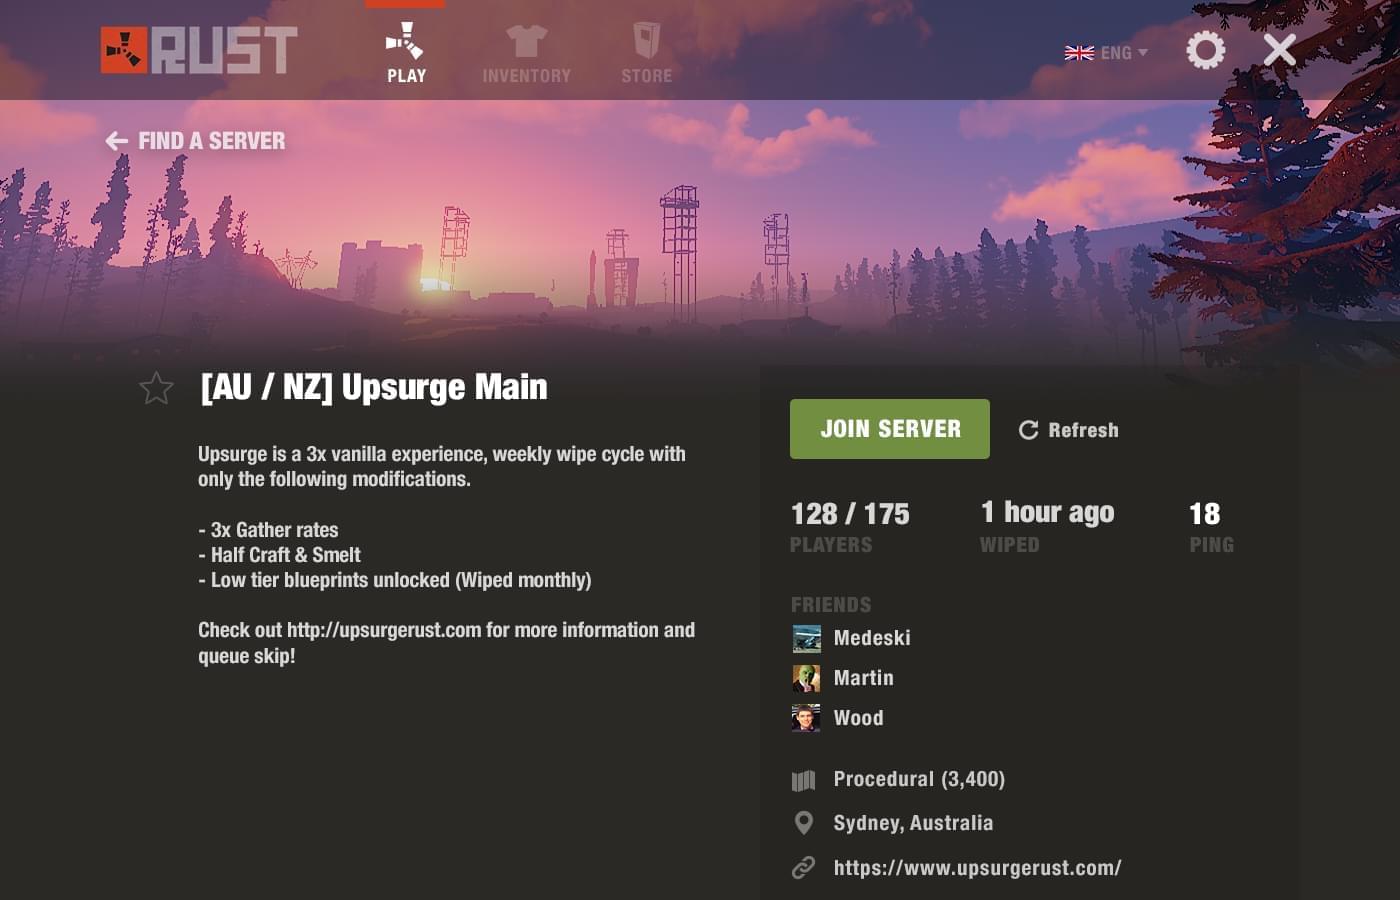 RUST
PLAY
INVENTORY
STORE
ENG
FIND A SERVER
[AU / NZ] Upsurge Main
Upsurge is a 3x vanilla experience, weekly wipe cycle with
only the following modifications.
- 3x Gather rates
- Half Craft & Smelt
- Low tier blueprints unlocked (Wiped monthly)
Check out http://upsurgerust.com for more information and
queue skip!
JOIN SERVER
Refresh
128 / 175
PLAYERS
1 hour ago
WIPED
18
PING
FRIENDS
Medeski
Martin
Wood
Procedural (3,400)
Sydney, Australia
https://www.upsurgerust.com/